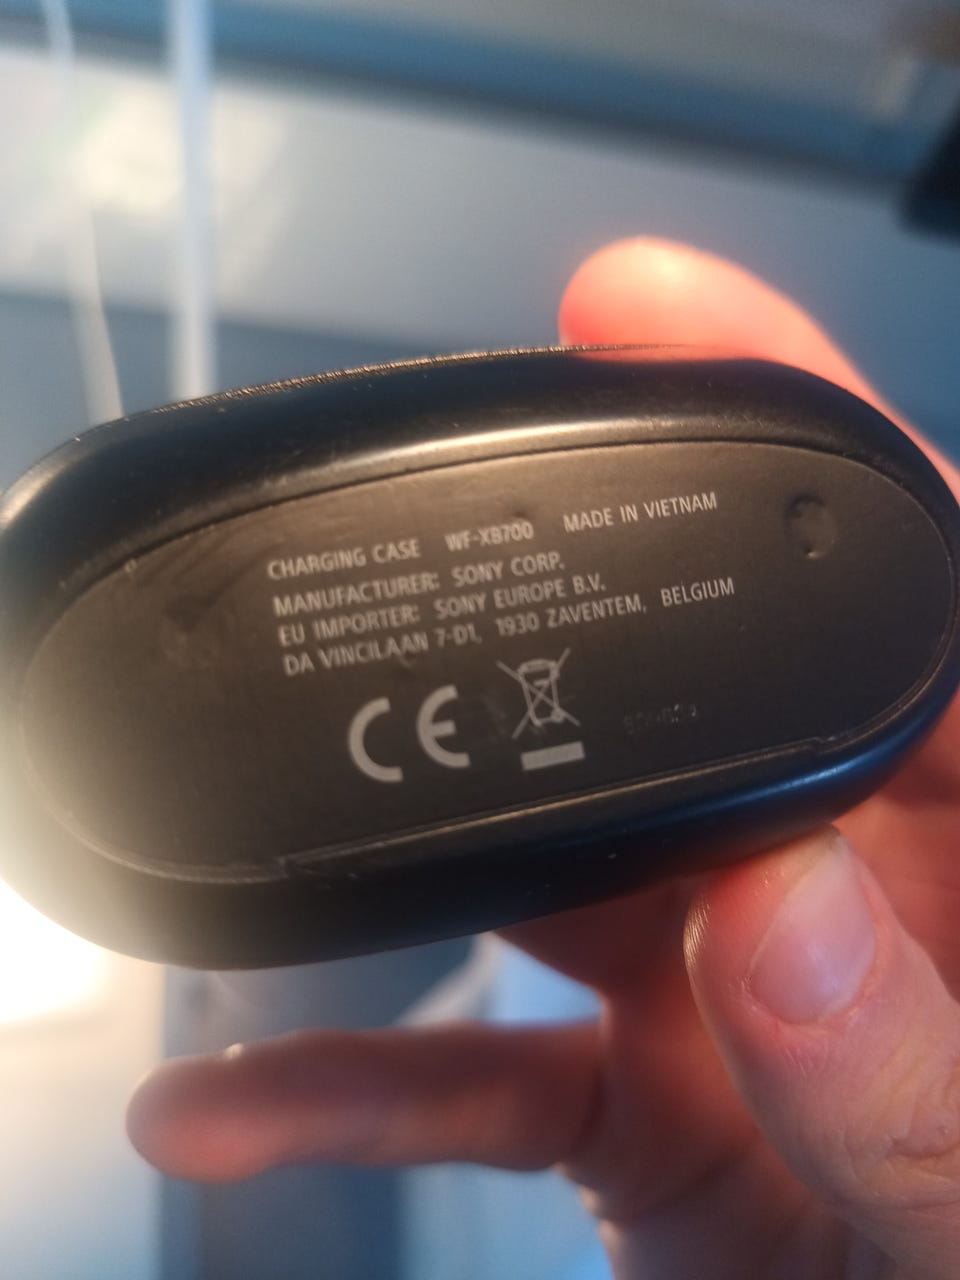 CHARGING CASE WF-XB700 MADE IN VIETNAM
MANUFACTURER: SONY CORP.
EU IMPORTER: SONY EUROPE B.V.
DA VINCILAAN 7-D1, 1930 ZAVENTEM, BELGIUM
CE